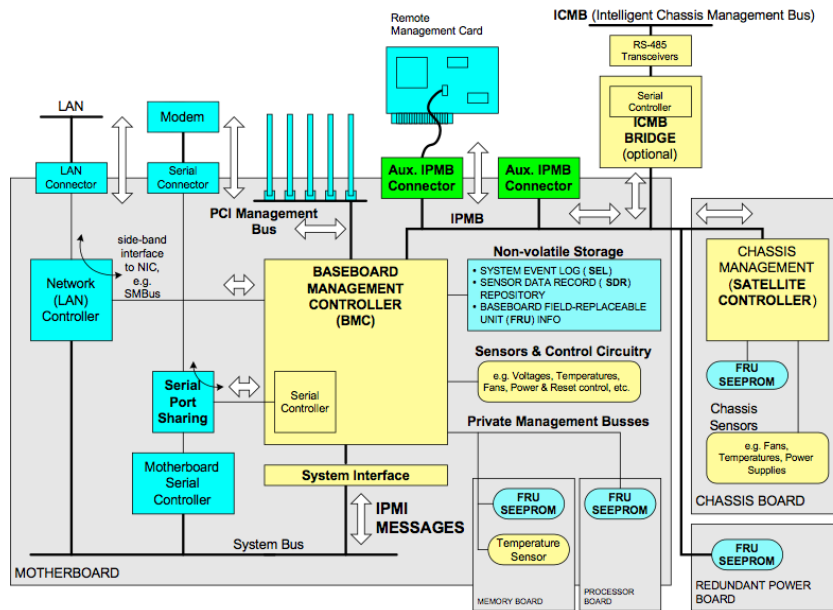 Remote
Management Card
ICMB (Intelligent Chassis Management Bus)
RS-485
Transceivers
Serial
Controller
ICMB
BRIDGE
(optional)
LAN
Modem
LAN
Connector
Serial
Connector
Aux. IPMB
Connector
Aux. IPMB
Connector
PCI Management
Bus
IPMB
side-band
interface
to NIC,
e.g.
SMBus
Network
(LAN)
Controller
BASEBOARD
MANAGEMENT
CONTROLLER
(BMC)
Non-volatile Storage
• SYSTEM EVENT LOG ( SEL)
• SENSOR DATA RECORD ( SDR)
REPOSITORY
• BASEBOARD FIELD-REPLACEABLE
UNIT (FRU) INFO
CHASSIS
MANAGEMENT
(SATELLITE
CONTROLLER )
Sensors & Control Circuitry
e.g. Voltages, Temperatures,
Fans, Power & Reset control, etc.
FRU
SEEPROM
Serial
Port
Sharing
Serial
Controller
Private Management Busses
Chassis
Sensors
e.g. Fans,
Temperatures, Power
Supplies
CHASSIS BOARD
Motherboard
Serial
Controller
System Interface
IPMI
MESSAGES
FRU
SEEPROM
Temperature
Sensor
MEMORY BOARD
FRU
SEEPROM
PROCESSOR
BOARD
System Bus
MOTHERBOARD
FRU
SEEPROM
REDUNDANT POWER BOARD